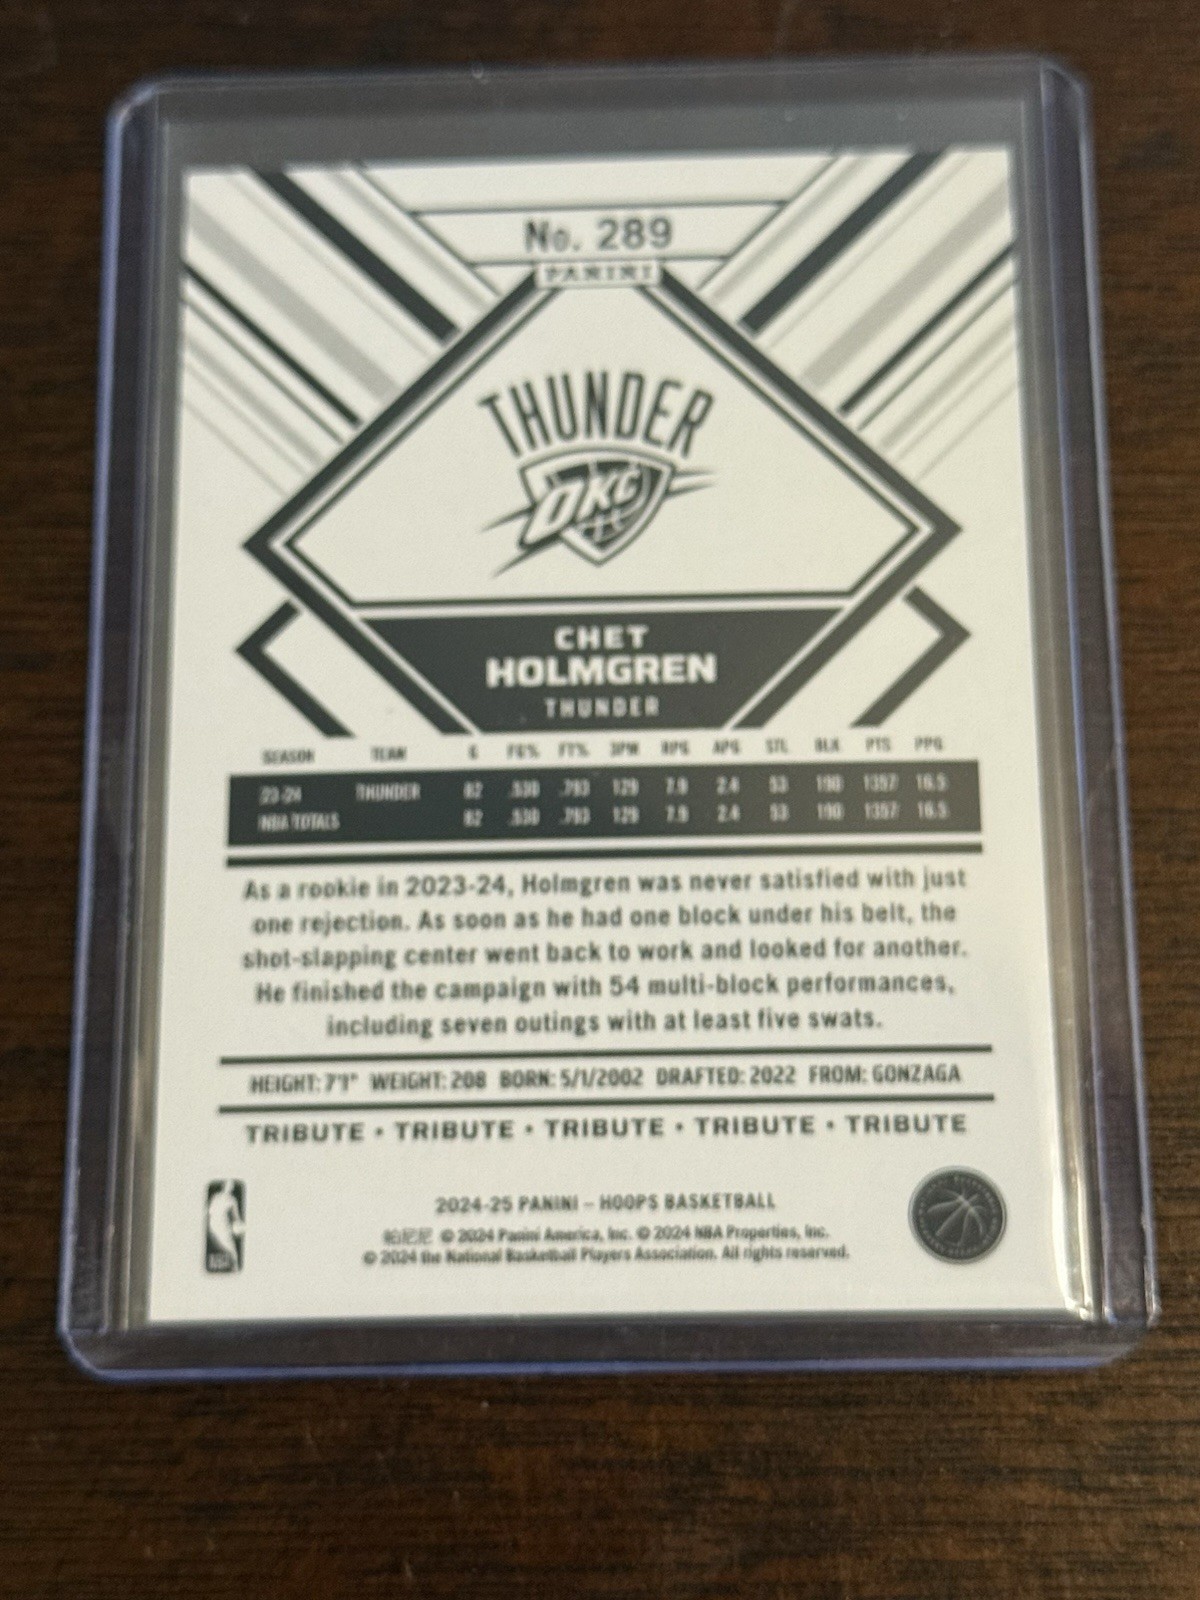 No. 289
PANINI
THUNDER
OKC
CHET
HOLMGREN
THUNDER
SEASON TEAM G FG% FT% 3PM RPG APG STL BLK PTS PPG
23-24 THUNDER 82 .530 .793 129 7.9 2.4 53 190 1357 16.5
NBA TOTALS 82 .530 .793 129 7.9 2.4 53 190 1357 16.5
As a rookie in 2023-24, Holmgren was never satisfied with just
one rejection. As soon as he had one block under his belt, the
shot-slapping center went back to work and looked for another.
He finished the campaign with 54 multi-block performances,
including seven outings with at least five swats.
HEIGHT: 7'1" WEIGHT: 208 BORN: 5/1/2002 DRAFTED: 2022 FROM: GONZAGA
TRIBUTE • TRIBUTE • TRIBUTE • TRIBUTE • TRIBUTE
2024-25 PANINI – HOOPS BASKETBALL
帕尼尼 © 2024 Panini America, Inc. © 2024 NBA Properties, Inc.
© 2024 the National Basketball Players Association. All rights reserved.
NBA